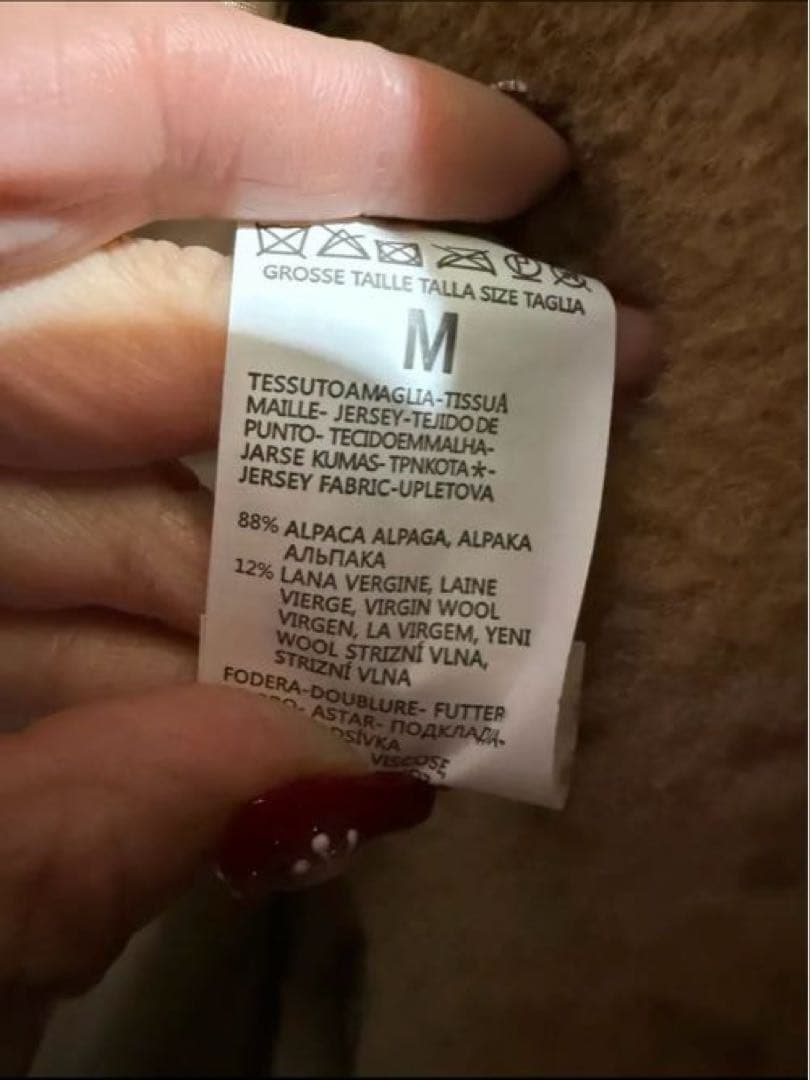 GROSSE TAILLE TALLA SIZE TAGLIA
M
TESSUTOAMAGLIA-TISSUA
MAILLE- JERSEY-TEJIDO DE
PUNTO- TECIDOEMMALHA-
JARSE KUMAS- TPNKOTA*-
JERSEY FABRIC-UPLETOVA
88% ALPACA ALPAGA, ALPAKA
АЛЬПАКА
12% LANA VERGINE, LAINE
VIERGE, VIRGIN WOOL
VIRGEN, LA VIRGEM, YENI
WOOL STRIZNÍ VLNA,
STRIZNÍ VLNA
FODERA-DOUBLURE- FUTTER
ASTAR- ПОДКЛАДА-
VISCOSE